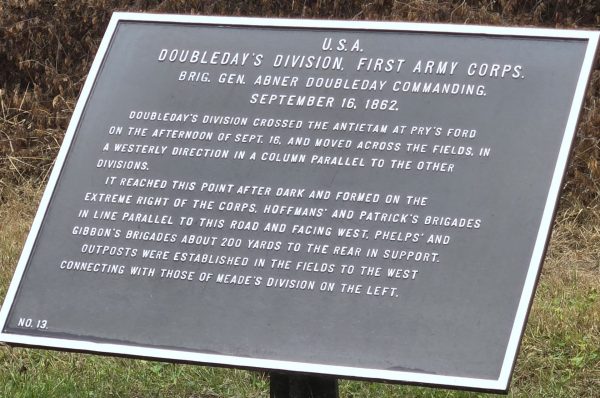 U.S.A.
DOUBLEDAY'S DIVISION, FIRST ARMY CORPS.
BRIG. GEN. ABNER DOUBLEDAY COMMANDING.
SEPTEMBER 16, 1862.
DOUBLEDAY'S DIVISION CROSSED THE ANTIETAM AT PRY'S FORD
ON THE AFTERNOON OF SEPT. 16, AND MOVED ACROSS THE FIELDS, IN
A WESTERLY DIRECTION IN A COLUMN PARALLEL TO THE OTHER
DIVISIONS.
IT REACHED THIS POINT AFTER DARK AND FORMED ON THE
EXTREME RIGHT OF THE CORPS, HOFFMANS' AND PATRICK'S BRIGADES
IN LINE PARALLEL TO THIS ROAD AND FACING WEST, PHELPS' AND
GIBBON'S BRIGADES ABOUT 200 YARDS TO THE REAR IN SUPPORT.
OUTPOSTS WERE ESTABLISHED IN THE FIELDS TO THE WEST
CONNECTING WITH THOSE OF MEADE'S DIVISION ON THE LEFT.
NO. 13.